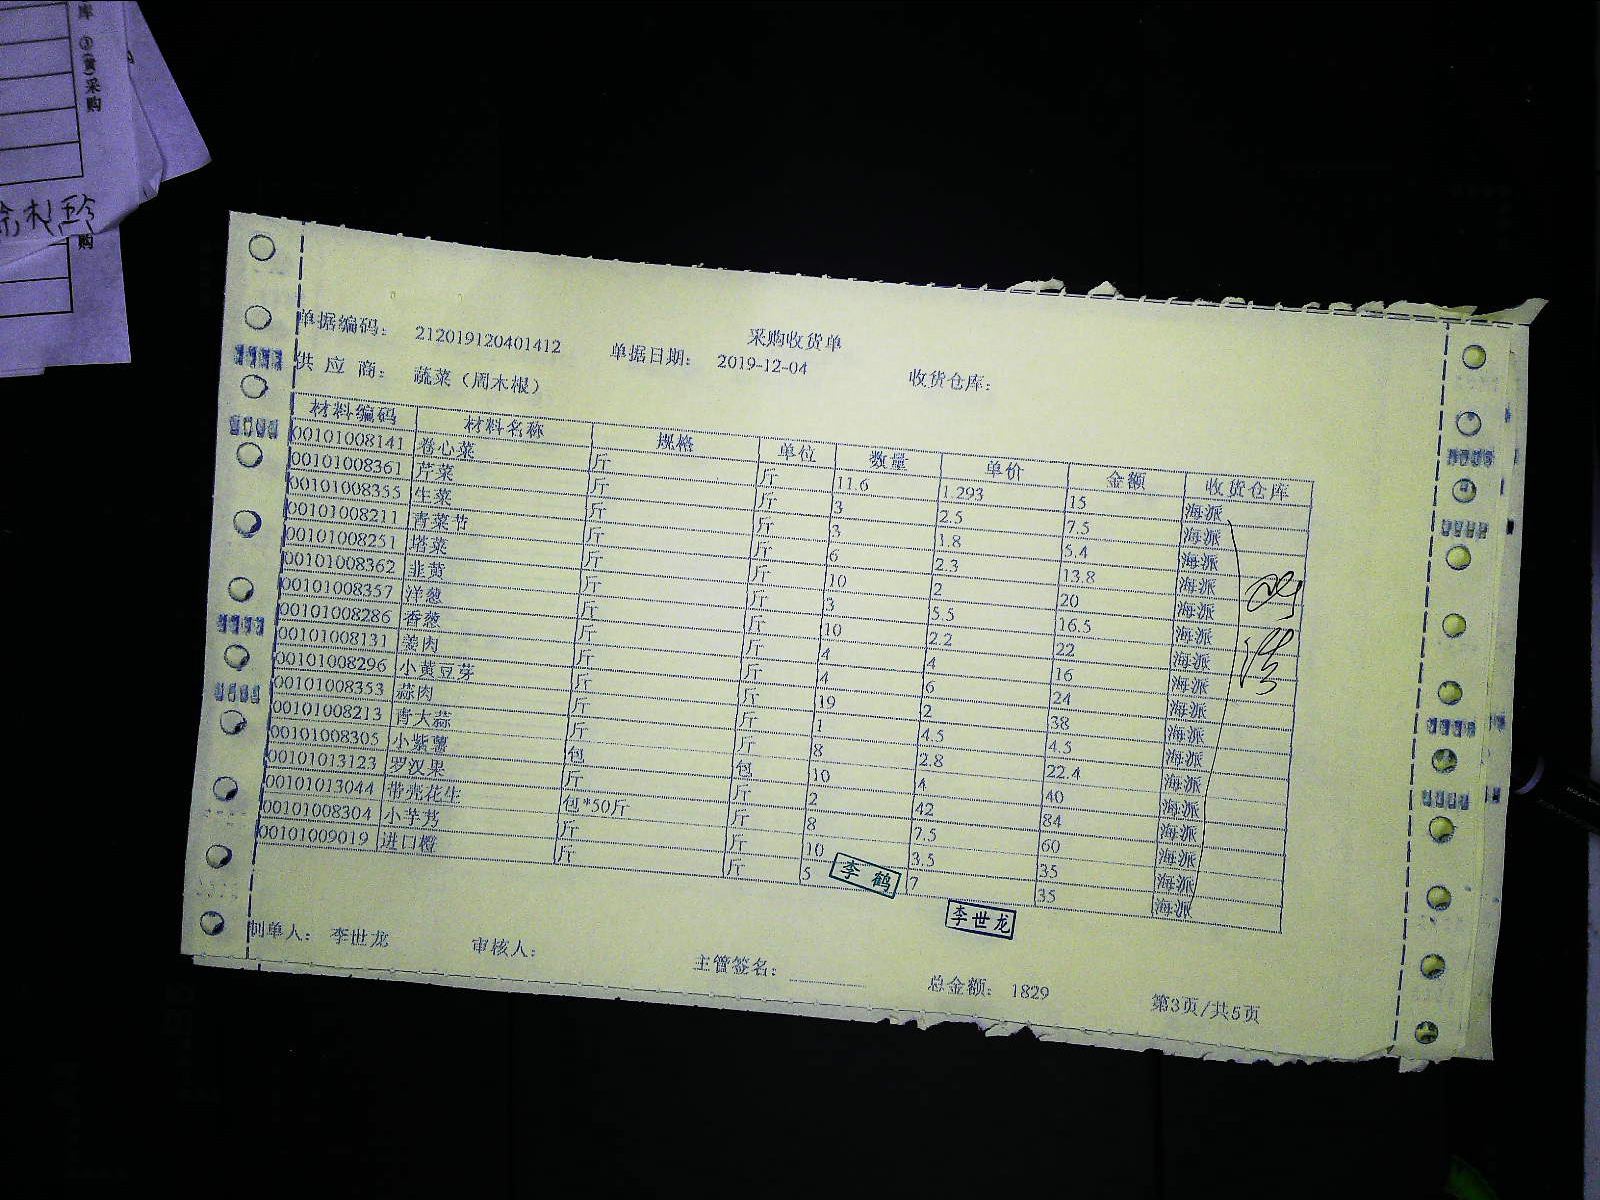 库 ③(黄)采购
购
采购收货单
单据编码： 212019120401412 单据日期： 2019-12-04 收货仓库：
供 应 商： 蔬菜（周木根）
材料编码 材料名称 规格 单位 数量 单价 金额 收货仓库
00101008141 卷心菜 斤 斤 11.6 1.293 15 海派
00101008361 芹菜 斤 斤 3 2.5 7.5 海派
00101008355 生菜 斤 斤 3 1.8 5.4 海派
00101008211 青菜节 斤 斤 6 2.3 13.8 海派
00101008251 塔菜 斤 斤 10 2 20 海派
00101008362 韭黄 斤 斤 3 5.5 16.5 海派
00101008357 洋葱 斤 斤 10 2.2 22 海派
00101008286 香葱 斤 斤 4 4 16 海派
00101008131 姜肉 斤 斤 4 6 24 海派
00101008296 小黄豆芽 斤 斤 19 2 38 海派
00101008353 蒜肉 斤 斤 1 4.5 4.5 海派
00101008213 青大蒜 斤 斤 8 2.8 22.4 海派
00101008305 小紫薯 包 包 10 4 40 海派
00101013123 罗汉果 斤 斤 2 42 84 海派
00101013044 带壳花生 包*50斤 斤 8 7.5 60 海派
00101008304 小芋艿 斤 斤 10 3.5 35 海派
00101009019 进口橙 斤 斤 5 7 35 海派
李鹤
李世龙
制单人： 李世龙 审核人： 主管签名： 总金额： 1829 第3页/共5页